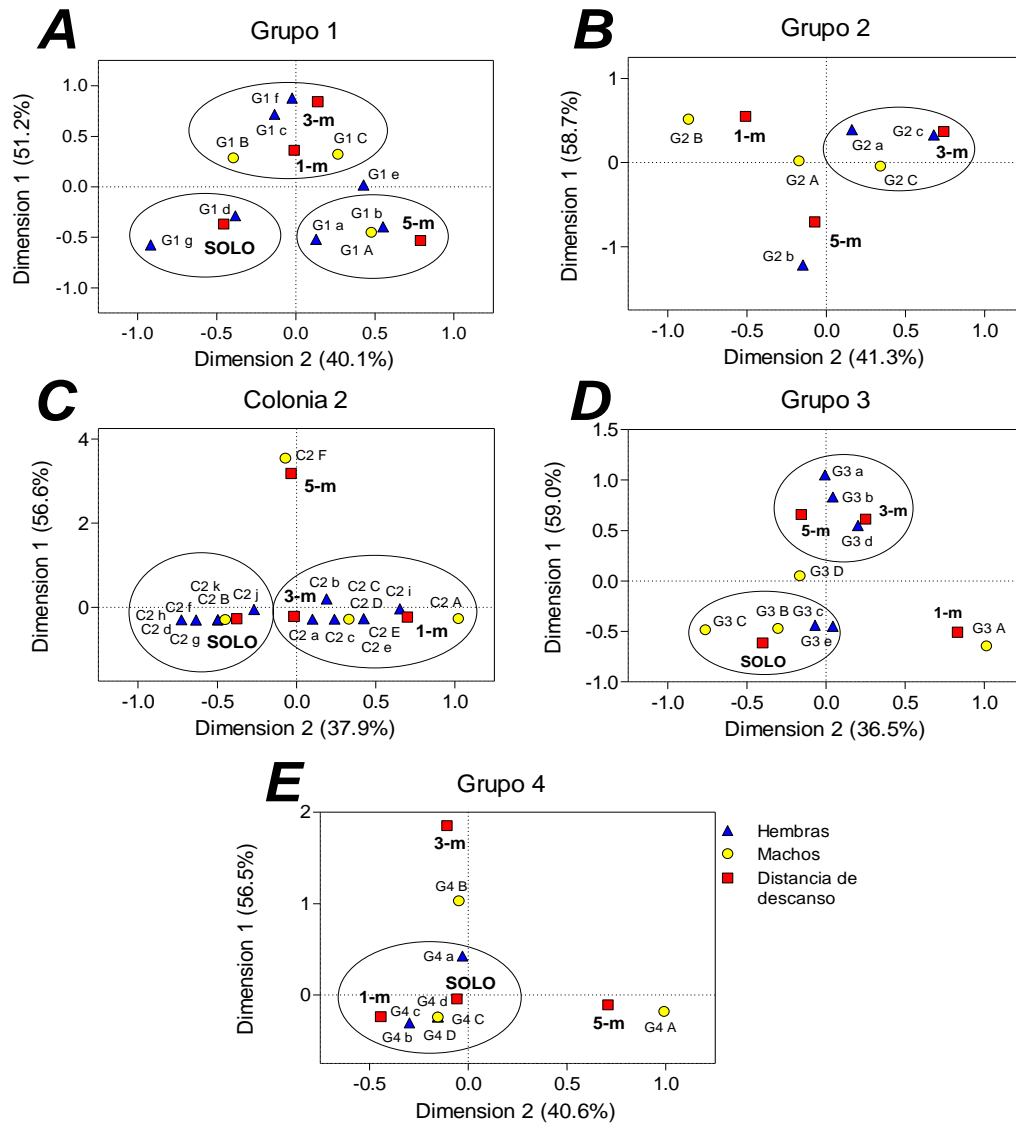 A
Grupo 1
Dimension 1 (51.2%)
1.0
0.5
0.0
-0.5
-1.0
G1 f
G1 c
3-m
G1 B
G1 C
1-m
G1 e
G1 d
G1 g
SOLO
G1 b
G1 a
G1 A
5-m
-1.0 -0.5 0.0 0.5 1.0
Dimension 2 (40.1%)
B
Grupo 2
Dimension 1 (58.7%)
1
0
-1
G2 B
1-m
G2 c
G2 a
3-m
G2 A
G2 C
5-m
G2 b
-1.0 -0.5 0.0 0.5 1.0
Dimension 2 (41.3%)
C
Colonia 2
Dimension 1 (56.6%)
4
2
0
C2 F
5-m
C2 k
C2 j
C2 B
C2 f
C2 h
C2 d
C2 g
SOLO
3-m
C2 b
C2 C
C2 i
C2 D
C2 A
C2 a
C2 c
C2 E
C2 e
1-m
-1.0 -0.5 0.0 0.5 1.0
Dimension 2 (37.9%)
D
Grupo 3
Dimension 1 (59.0%)
1.5
1.0
0.5
0.0
-0.5
-1.0
G3 a
G3 b
3-m
5-m
G3 d
G3 D
G3 C
G3 B
G3 c
G3 e
SOLO
1-m
G3 A
-1.0 -0.5 0.0 0.5 1.0
Dimension 2 (36.5%)
E
Grupo 4
Dimension 1 (56.5%)
2
1
0
3-m
G4 B
G4 a
SOLO
1-m
G4 d
G4 c
G4 C
G4 b
G4 D
5-m
G4 A
-0.5 0.0 0.5 1.0
Dimension 2 (40.6%)
Hembras
Machos
Distancia de
descanso